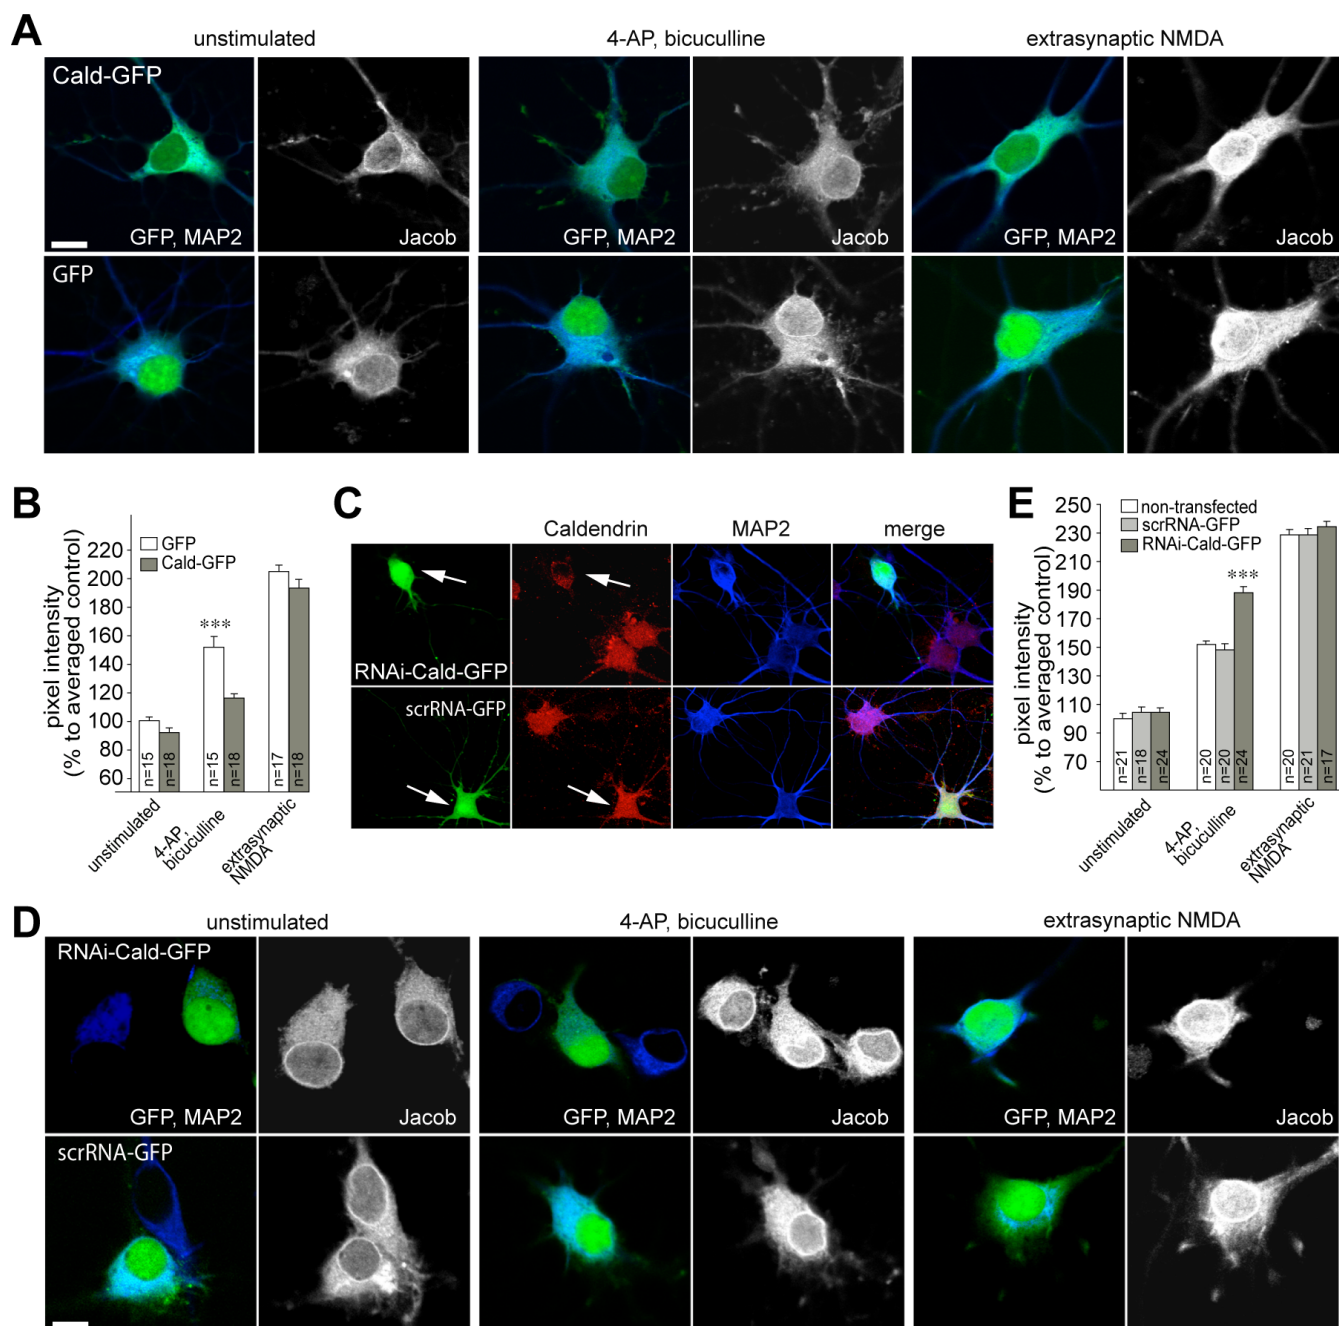 A
unstimulated
4-AP, bicuculline
extrasynaptic NMDA
Cald-GFP
GFP, MAP2
Jacob
GFP, MAP2
Jacob
GFP, MAP2
Jacob
GFP
B
pixel intensity
(% to averaged control)
220
200
180
160
140
120
100
80
60
GFP
Cald-GFP
***
n=15
n=18
n=15
n=18
n=17
n=18
unstimulated
4-AP,
bicuculline
extrasynaptic
NMDA
C
Caldendrin
MAP2
merge
RNAi-Cald-GFP
scrRNA-GFP
E
pixel intensity
(% to averaged control)
250
230
210
190
170
150
130
110
90
70
non-transfected
scrRNA-GFP
RNAi-Cald-GFP
***
n=21
n=18
n=24
n=20
n=20
n=24
n=20
n=21
n=17
unstimulated
4-AP,
bicuculline
extrasynaptic
NMDA
D
unstimulated
4-AP, bicuculline
extrasynaptic NMDA
RNAi-Cald-GFP
GFP, MAP2
Jacob
GFP, MAP2
Jacob
GFP, MAP2
Jacob
scrRNA-GFP